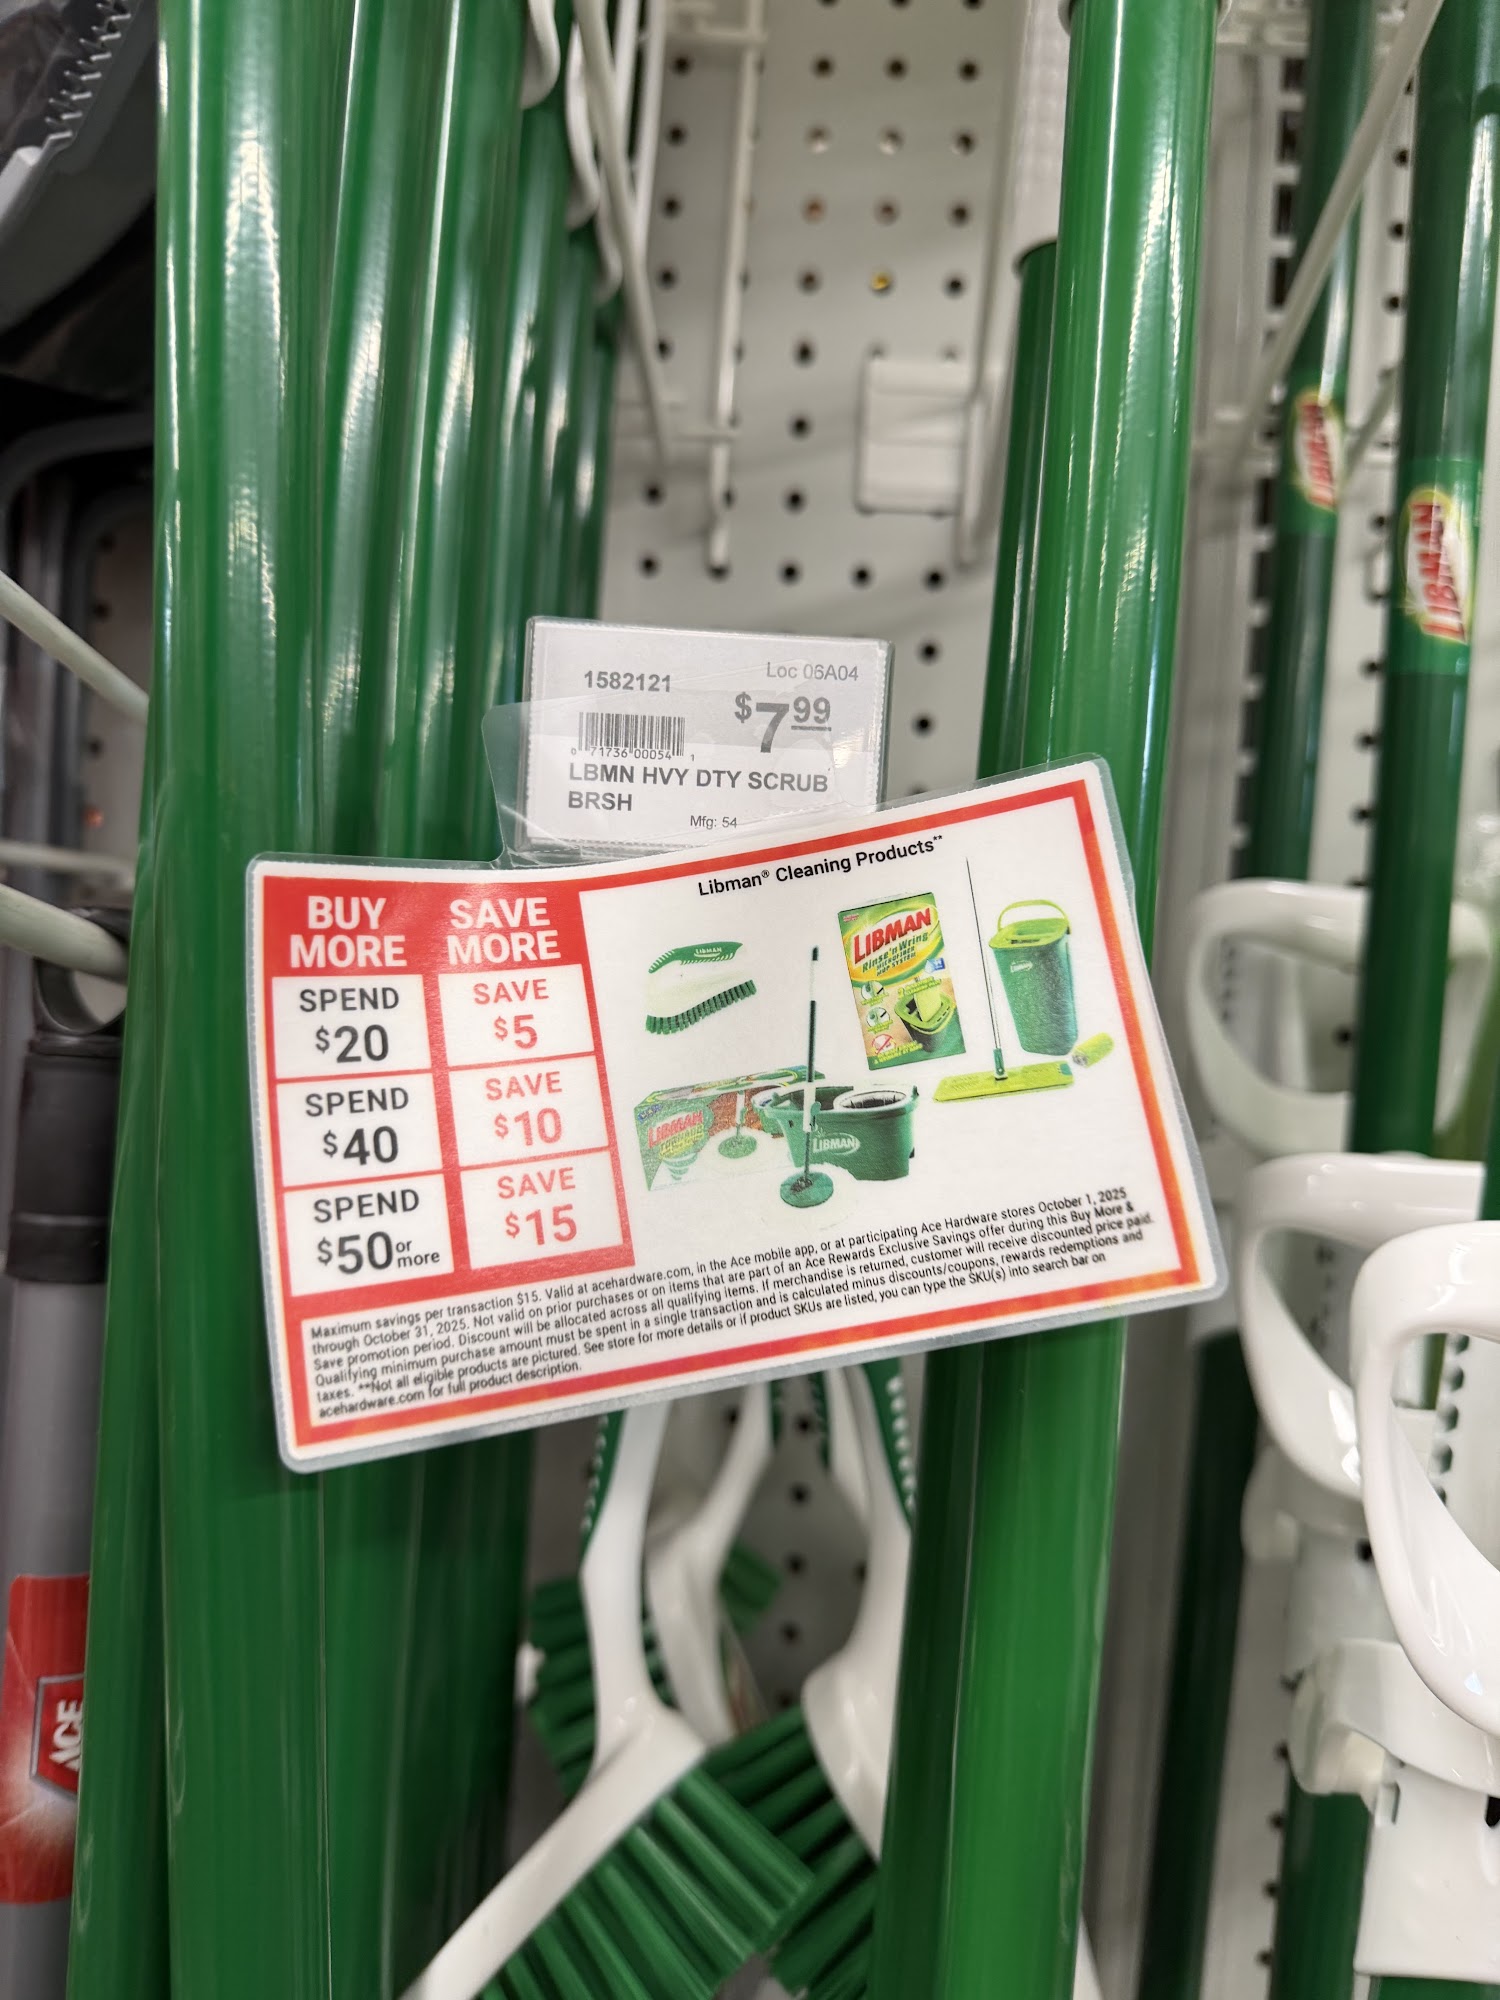 LIBMAN
LIBMAN
1582121
Loc 06A04
$7.99
0 71736 00054 1
LBMN HVY DTY SCRUB
BRSH
Mfg: 54
Libman® Cleaning Products**
BUY
MORE
SAVE
MORE
SPEND
$20
SAVE
$5
SPEND
$40
SAVE
$10
SPEND
$50 or
more
SAVE
$15
LIBMAN
LIBMAN
Rinse'n Wring
LIBMAN
LIBMAN
Maximum savings per transaction $15. Valid at acehardware.com, in the Ace mobile app, or at participating Ace Hardware stores October 1, 2025
through October 31, 2025. Not valid on prior purchases or on items that are part of an Ace Rewards Exclusive Savings offer during this Buy More &
Save promotion period. Discount will be allocated across all qualifying items. If merchandise is returned, customer will receive discounted price paid.
Qualifying minimum purchase amount must be spent in a single transaction and is calculated minus discounts/coupons, rewards redemptions and
taxes. **Not all eligible products are pictured. See store for more details or if product SKUs are listed, you can type the SKU(s) into search bar on
acehardware.com for full product description.
ACE